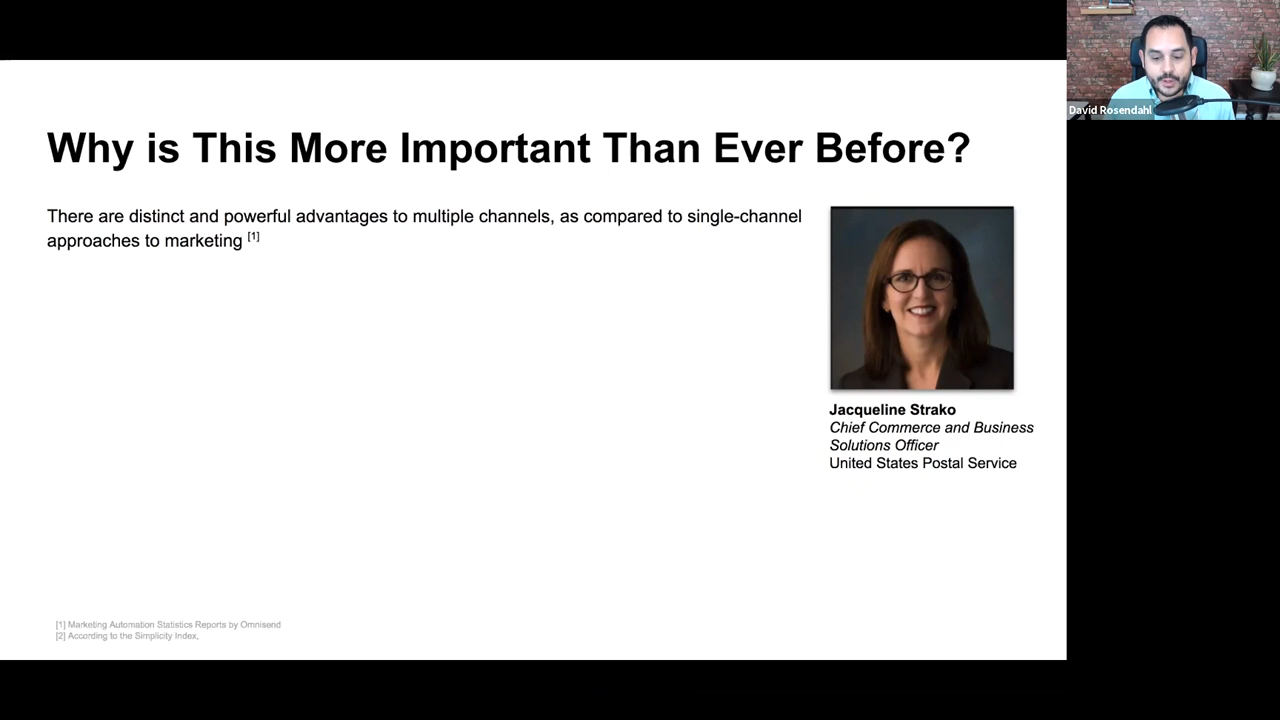 Why is This More Important Than Ever Before?
There are distinct and powerful advantages to multiple channels, as compared to single-channel
approaches to marketing [1]
Jacqueline Strako
Chief Commerce and Business
Solutions Officer
United States Postal Service
[1] Marketing Automation Statistics Reports by Omnisend
[2] According to the Simplicity Index,
David Rosendahl